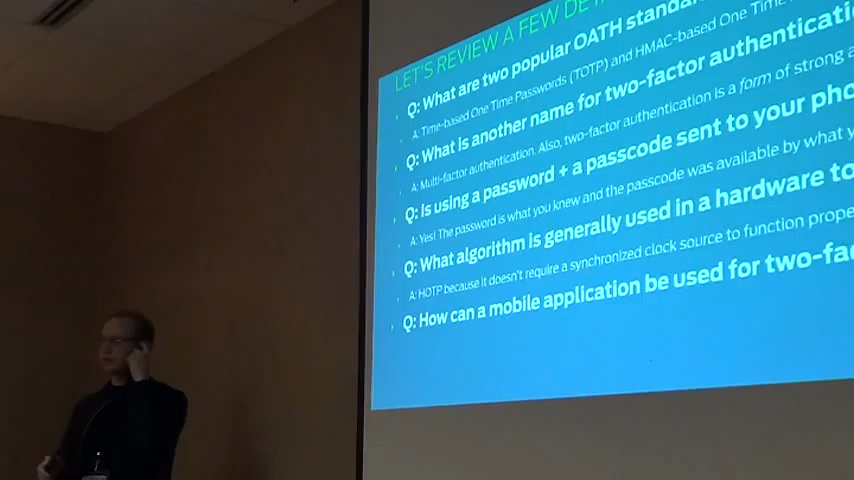 LET'S REVIEW A FEW DET
Q: What are two popular OATH standar
A: Time-based One Time Passwords (TOTP) and HMAC-based One Time
Q: What is another name for two-factor authenticati
A: Multi-factor authentication. Also, two-factor authentication is a form of strong a
Q: Is using a password + a passcode sent to your pho
A: Yes! The password is what you knew and the passcode was available by what y
Q: What algorithm is generally used in a hardware to
A: HOTP because it doesn't require a synchronized clock source to function prope
Q: How can a mobile application be used for two-fac